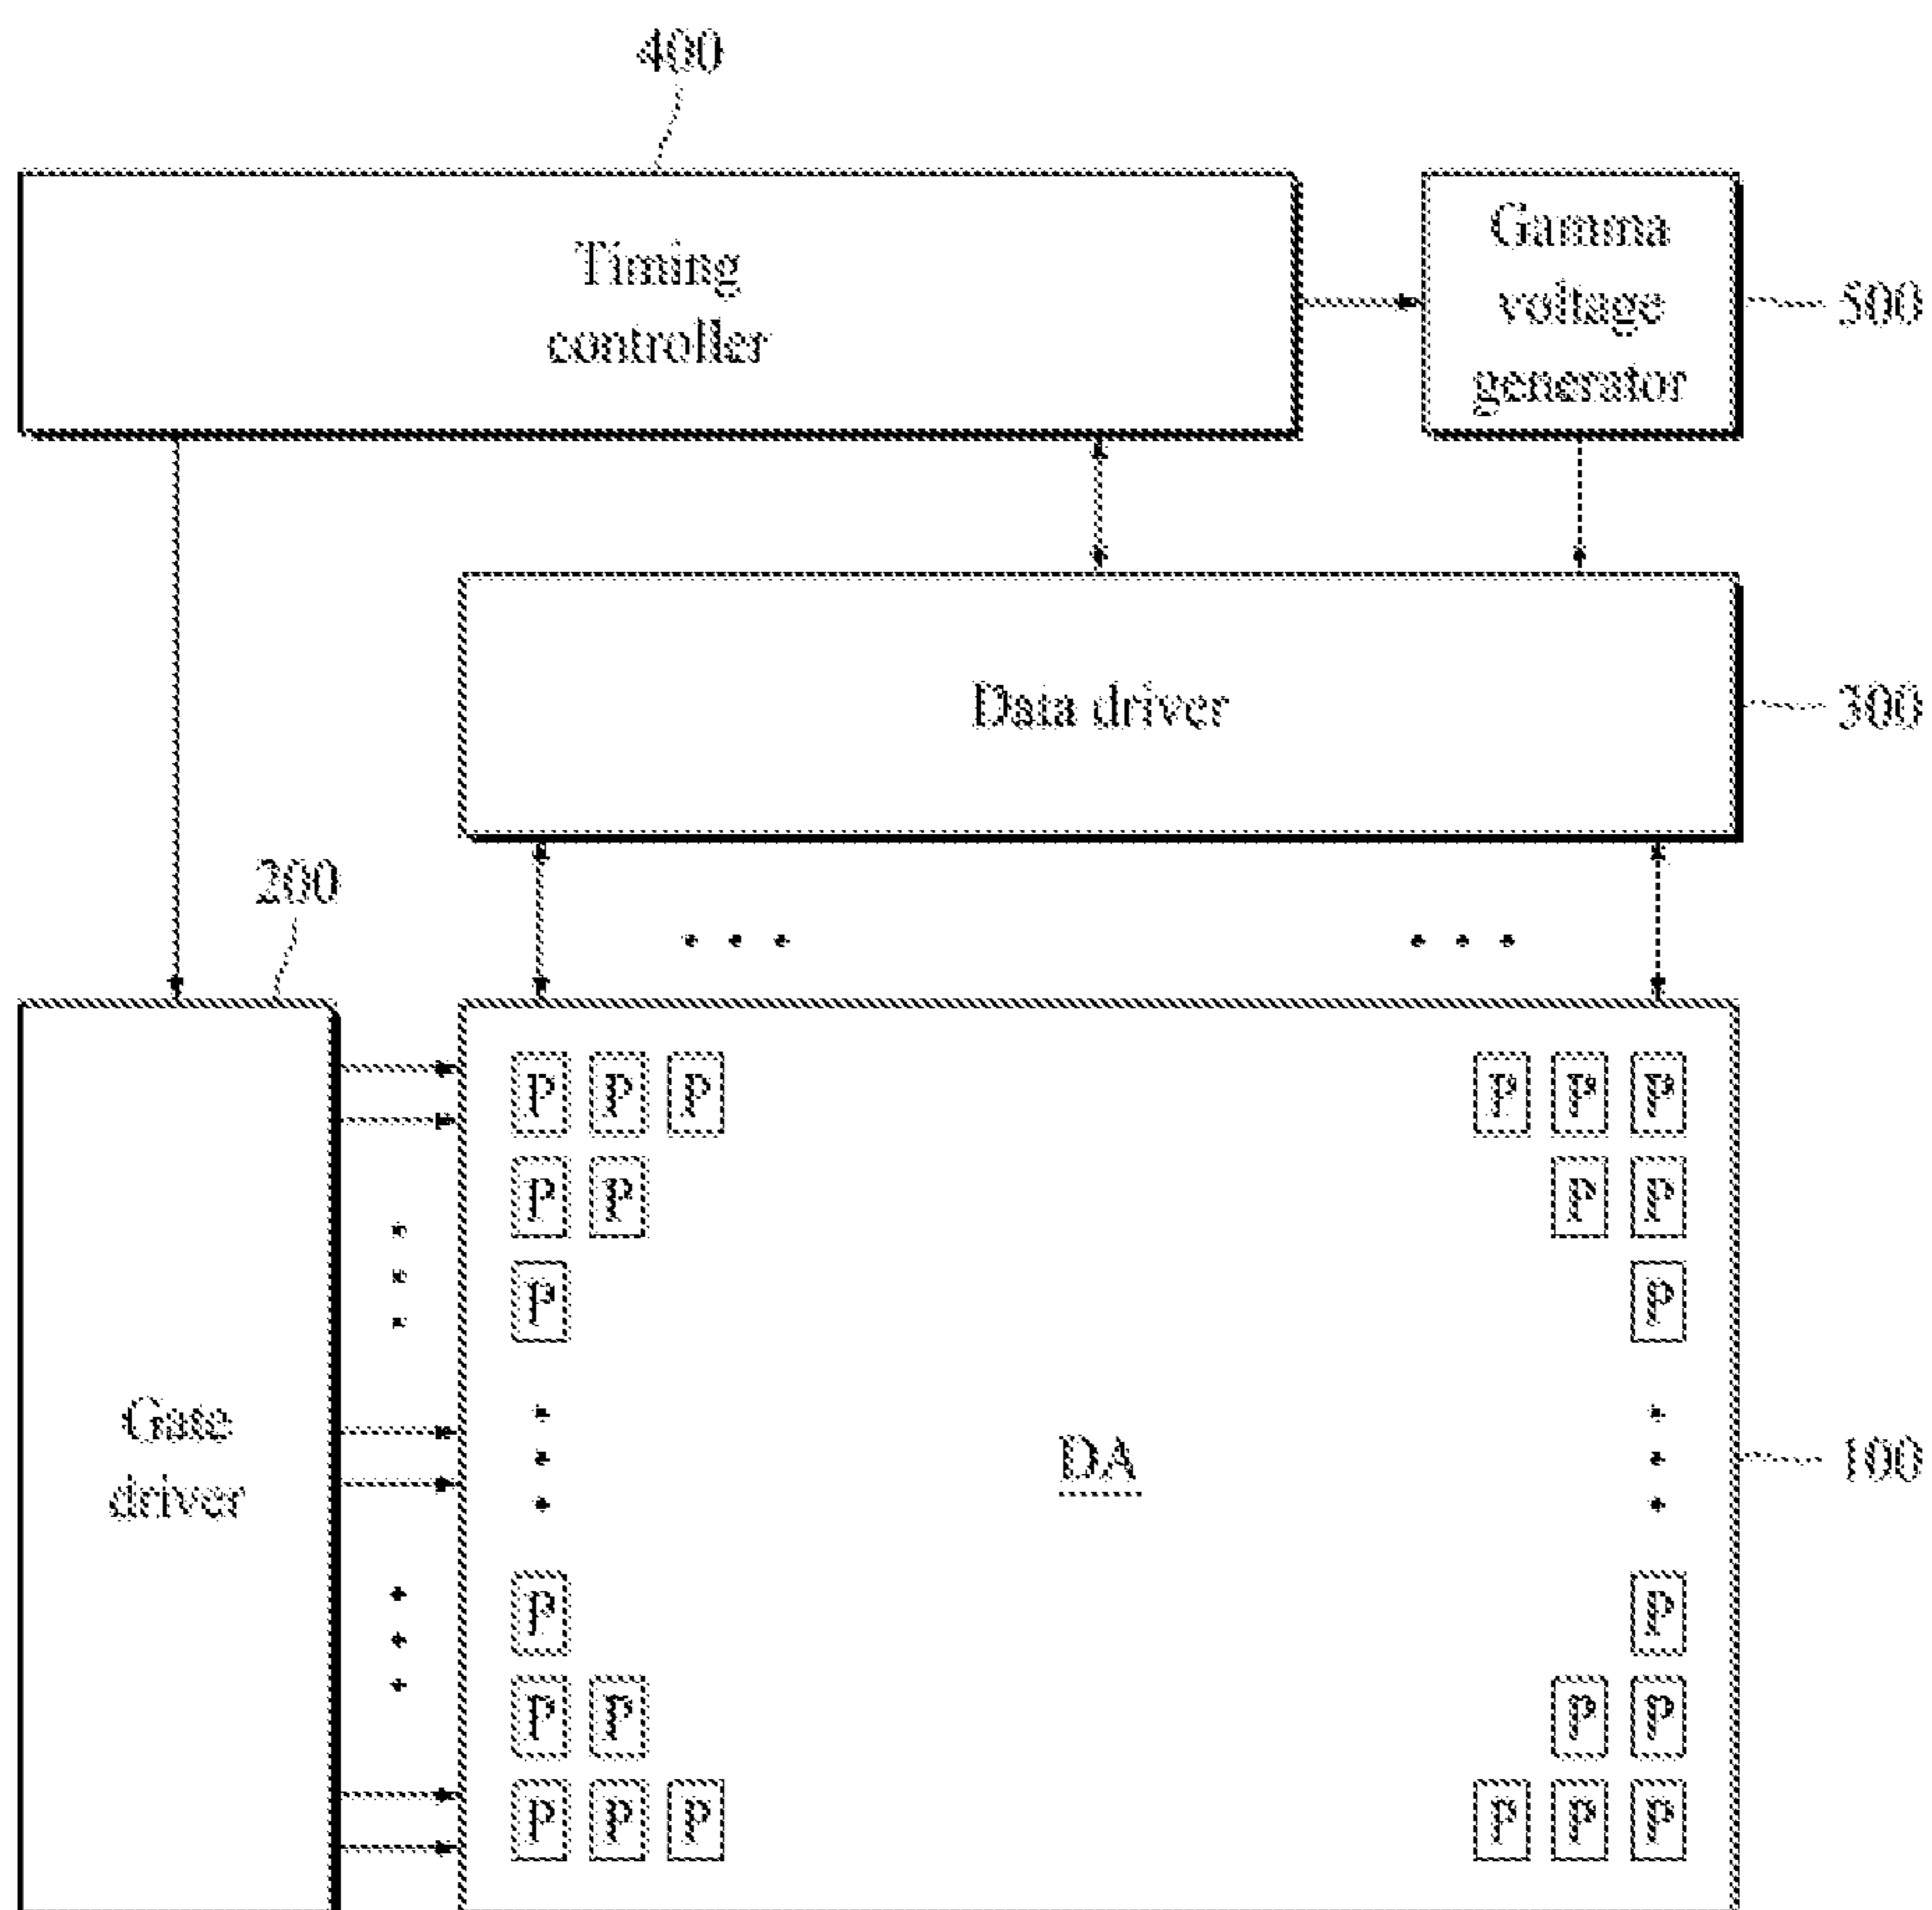 400
Timing
controller
Gamma
voltage
generator
500
Data driver
300
200
P P P P P P
P P P P
P P
Gate
driver
DA
100
P P
P P P P
P P P P P P